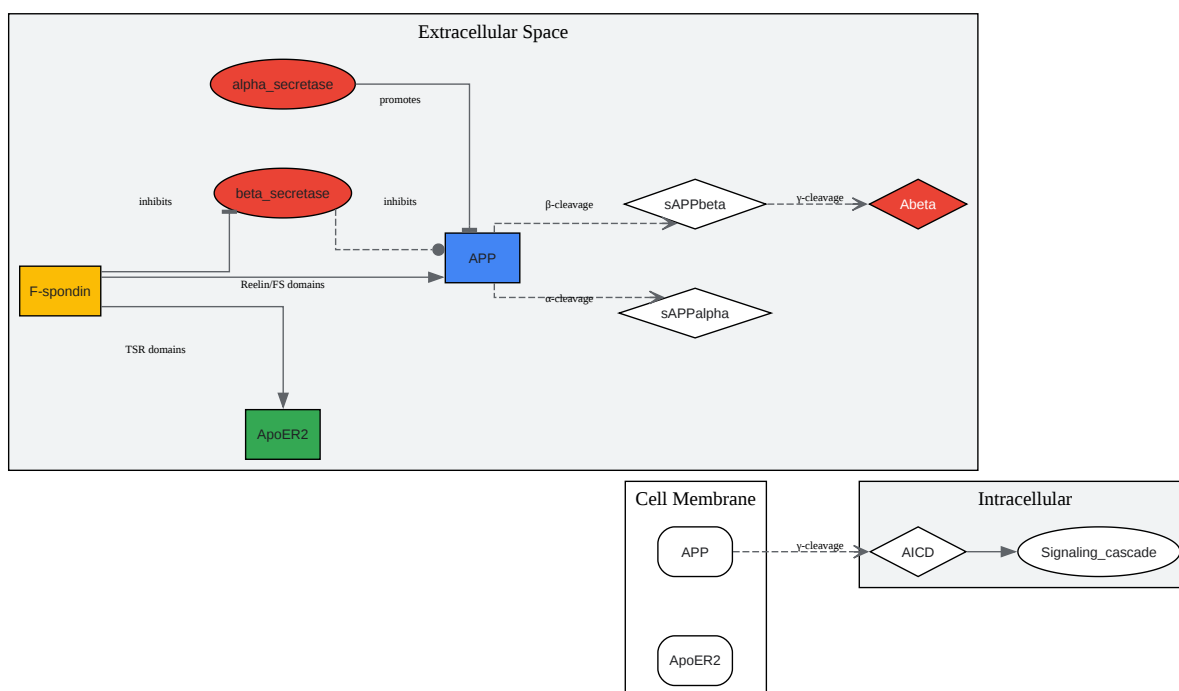 Extracellular Space
alpha_secretase
promotes
beta_secretase
inhibits
inhibits
β-cleavage
sAPPbeta
γ-cleavage
Abeta
APP
F-spondin
Reelin/FS domains
α-cleavage
sAPPalpha
TSR domains
ApoER2
Cell Membrane
Intracellular
APP
γ-cleavage
AICD
Signaling_cascade
ApoER2